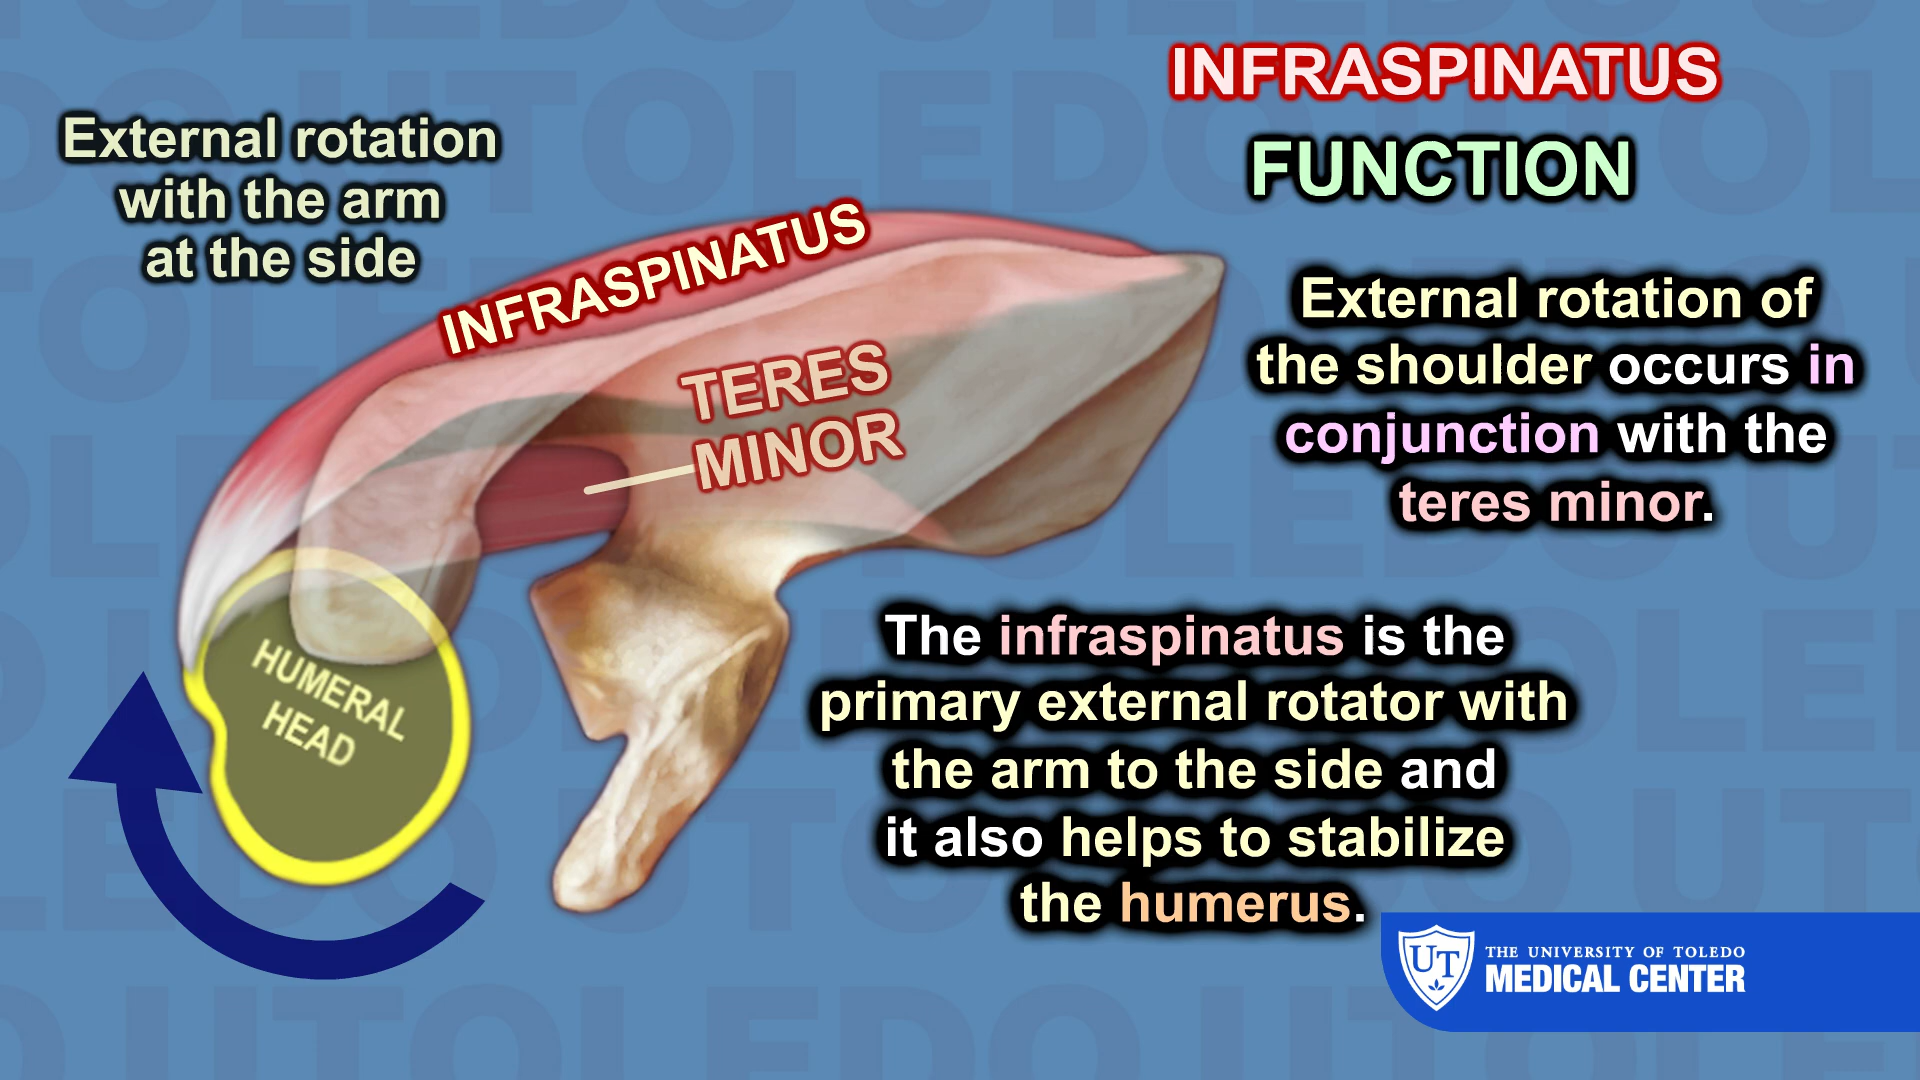 INFRASPINATUS
FUNCTION
External rotation
with the arm
at the side
INFRASPINATUS
TERES
MINOR
HUMERAL
HEAD
External rotation of
the shoulder occurs in
conjunction with the
teres minor.
The infraspinatus is the
primary external rotator with
the arm to the side and
it also helps to stabilize
the humerus.
UT
THE UNIVERSITY OF TOLEDO
MEDICAL CENTER